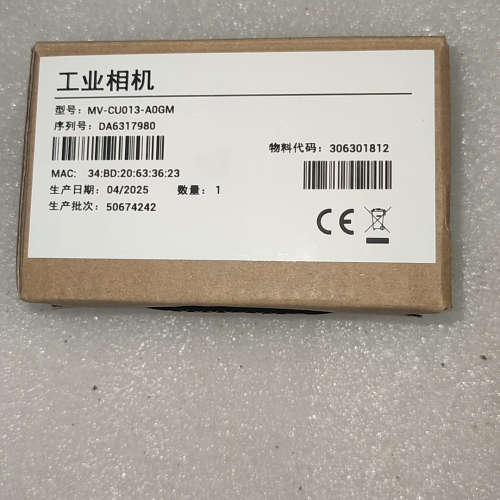 工业相机
型号: MV-CU013-A0GM
序列号: DA6317980
物料代码: 306301812
MAC: 34:BD:20:63:36:23
生产日期: 04/2025 数量: 1
生产批次: 50674242
CE